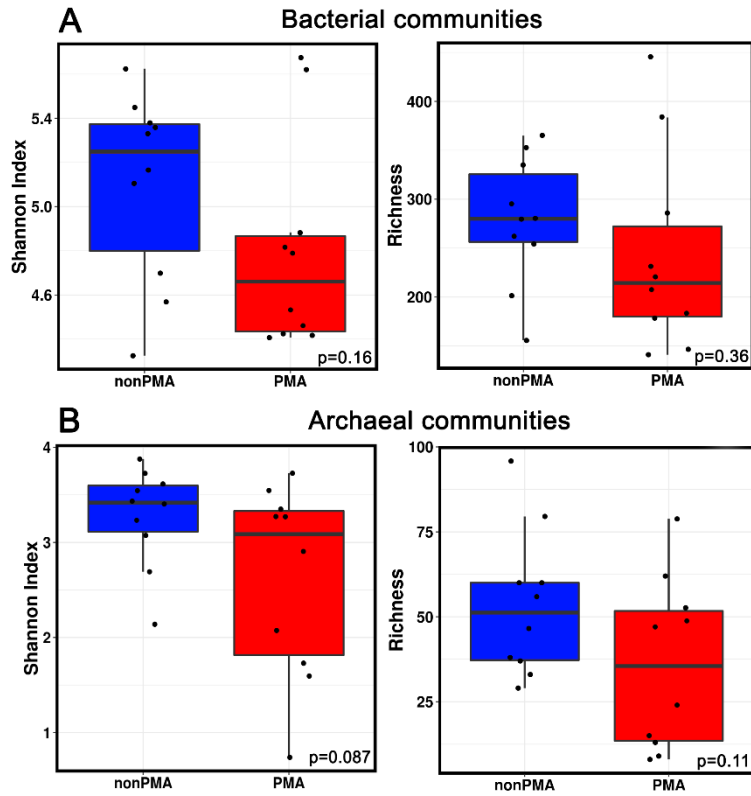 A Bacterial communities
Shannon Index
5.4
5.0
4.6
nonPMA
PMA
p=0.16
Richness
400
300
200
nonPMA
PMA
p=0.36
B Archaeal communities
Shannon Index
4
3
2
1
nonPMA
PMA
p=0.087
Richness
100
75
50
25
nonPMA
PMA
p=0.11